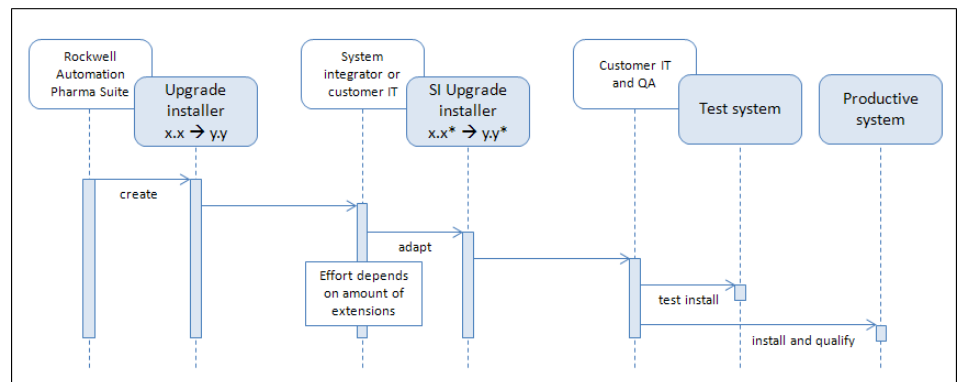 Rockwell
Automation
Pharma Suite
Upgrade
installer
x.x → y.y
System
integrator or
customer IT
SI Upgrade
installer
x.x* → y.y*
Customer IT
and QA
Test system
Productive
system
create
adapt
Effort depends
on amount of
extensions
test install
install and qualify